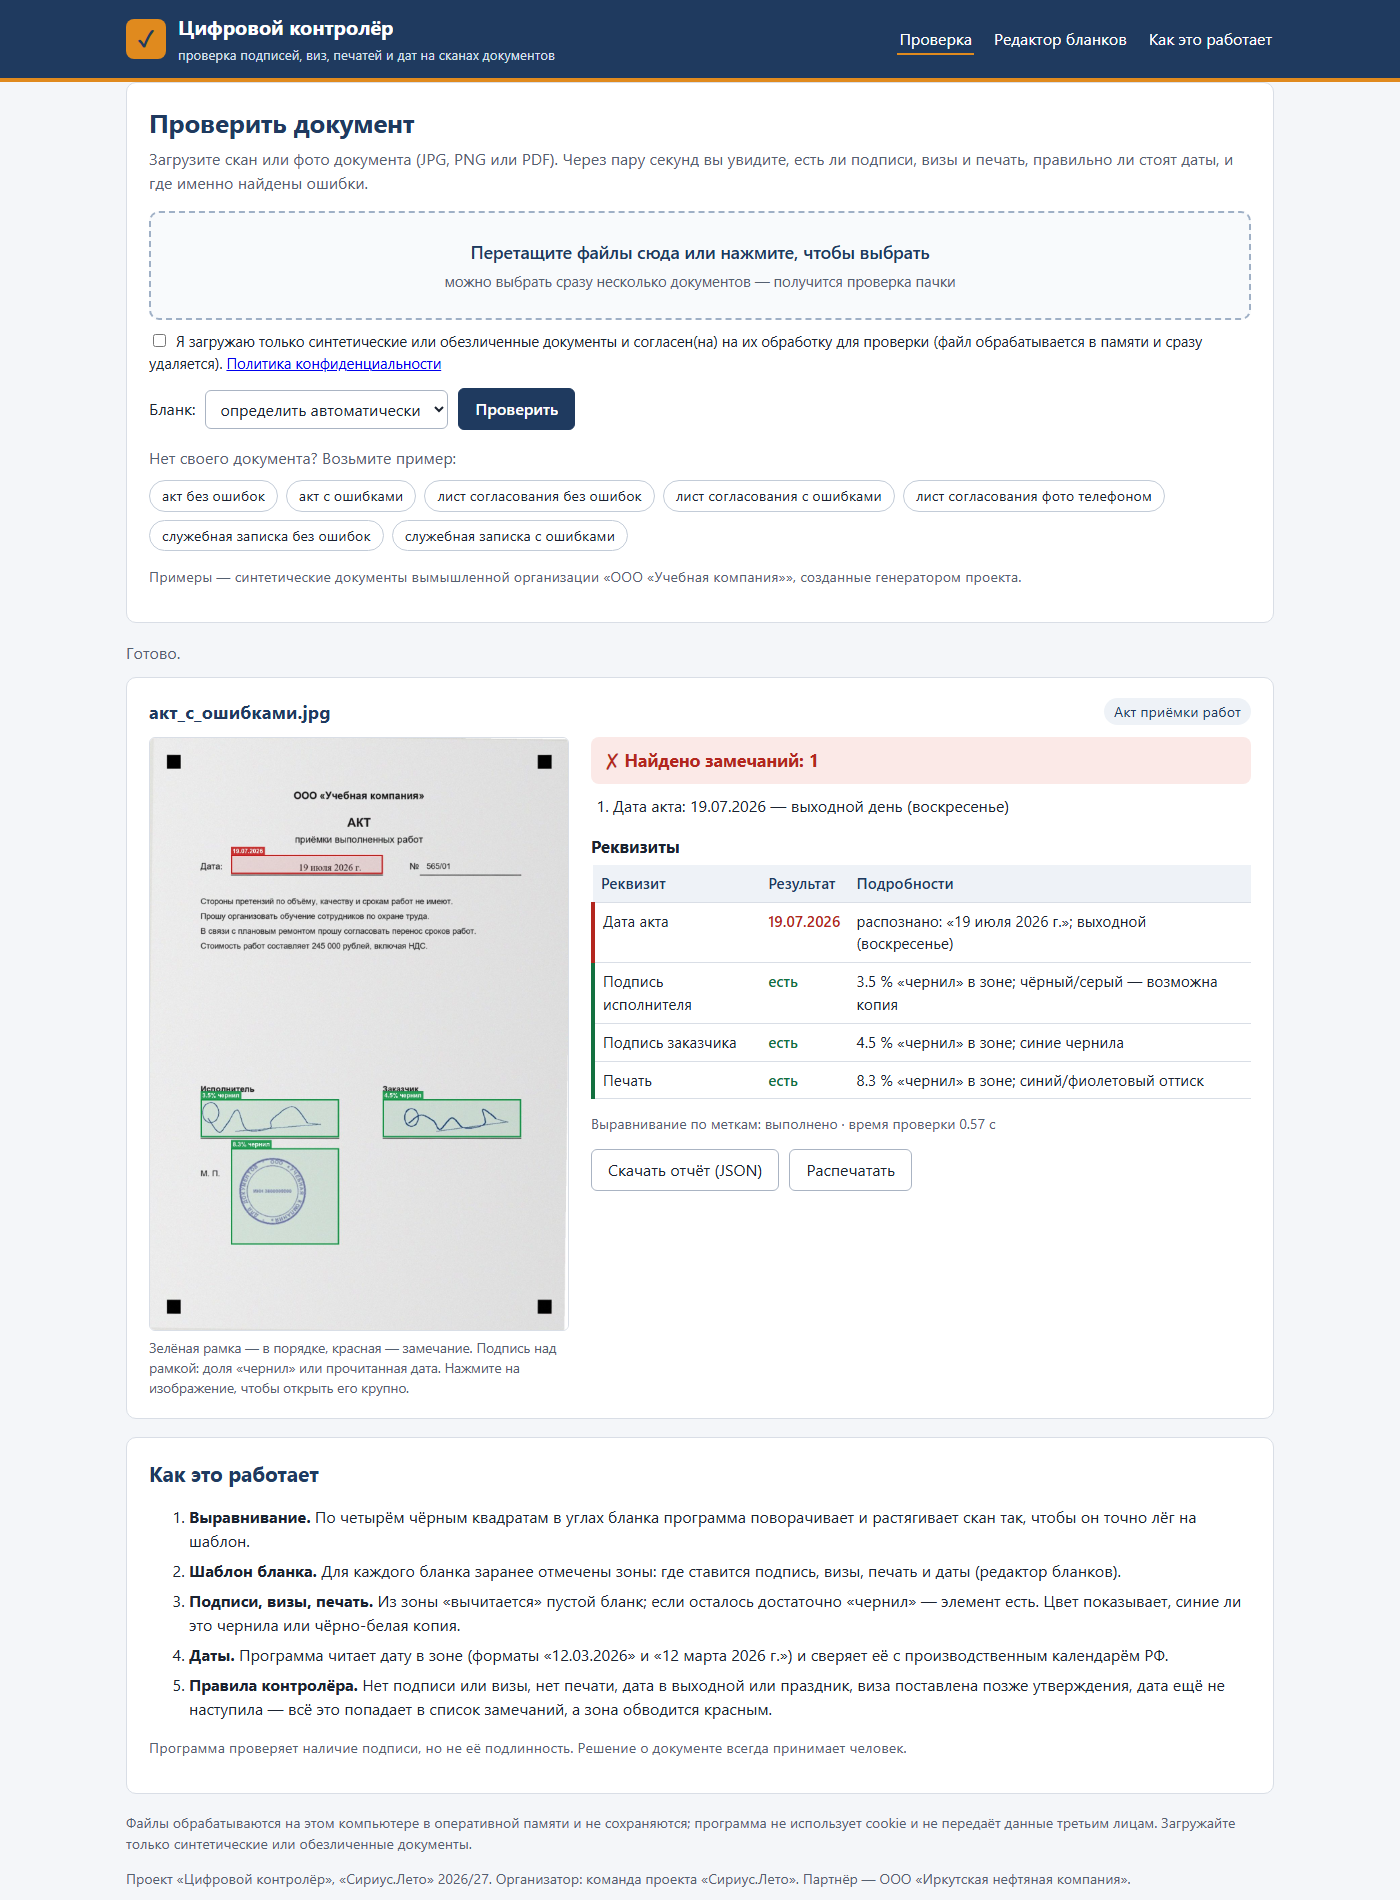 Цифровой контролёр
проверка подписей, виз, печатей и дат на сканах документов
Проверка
Редактор бланков
Как это работает
Проверить документ
Загрузите скан или фото документа (JPG, PNG или PDF). Через пару секунд вы увидите, есть ли подписи, визы и печать, правильно ли стоят даты, и
где именно найдены ошибки.
Перетащите файлы сюда или нажмите, чтобы выбрать
можно выбрать сразу несколько документов — получится проверка пачки
Я загружаю только синтетические или обезличенные документы и согласен(на) на их обработку для проверки (файл обрабатывается в памяти и сразу
удаляется). Политика конфиденциальности
Бланк: определить автоматически Проверить
Нет своего документа? Возьмите пример:
акт без ошибок
акт с ошибками
лист согласования без ошибок
лист согласования с ошибками
лист согласования фото телефоном
служебная записка без ошибок
служебная записка с ошибками
Примеры — синтетические документы вымышленной организации «ООО «Учебная компания»», созданные генератором проекта.
Готово.
акт_с_ошибками.jpg
Акт приёмки работ
ООО «Учебная компания»
АКТ
приёмки выполненных работ
19.07.2026
Дата: 19 июля 2026 г. № 565/01
Стороны претензий по объёму, качеству и срокам работ не имеют.
Прошу организовать обучение сотрудников по охране труда.
В связи с плановым ремонтом прошу согласовать перенос сроков работ.
Стоимость работ составляет 245 000 рублей, включая НДС.
Исполнитель
Заказчик
3.5% чернил
4.5% чернил
8.3% чернил
М. П.
Зелёная рамка — в порядке, красная — замечание. Подпись над
рамкой: доля «чернил» или прочитанная дата. Нажмите на
изображение, чтобы открыть его крупно.
✗ Найдено замечаний: 1
1. Дата акта: 19.07.2026 — выходной день (воскресенье)
Реквизиты
Реквизит Результат Подробности
Дата акта 19.07.2026 распознано: «19 июля 2026 г.»; выходной
(воскресенье)
Подпись есть 3.5 % «чернил» в зоне; чёрный/серый — возможна
исполнителя копия
Подпись заказчика есть 4.5 % «чернил» в зоне; синие чернила
Печать есть 8.3 % «чернил» в зоне; синий/фиолетовый оттиск
Выравнивание по меткам: выполнено · время проверки 0.57 с
Скачать отчёт (JSON)
Распечатать
Как это работает
1. Выравнивание. По четырём чёрным квадратам в углах бланка программа поворачивает и растягивает скан так, чтобы он точно лёг на
шаблон.
2. Шаблон бланка. Для каждого бланка заранее отмечены зоны: где ставится подпись, визы, печать и даты (редактор бланков).
3. Подписи, визы, печать. Из зоны «вычитается» пустой бланк; если осталось достаточно «чернил» — элемент есть. Цвет показывает, синие ли
это чернила или чёрно-белая копия.
4. Даты. Программа читает дату в зоне (форматы «12.03.2026» и «12 марта 2026 г.») и сверяет её с производственным календарём РФ.
5. Правила контролёра. Нет подписи или визы, нет печати, дата в выходной или праздник, виза поставлена позже утверждения, дата ещё не
наступила — всё это попадает в список замечаний, а зона обводится красным.
Программа проверяет наличие подписи, но не её подлинность. Решение о документе всегда принимает человек.
Файлы обрабатываются на этом компьютере в оперативной памяти и не сохраняются; программа не использует cookie и не передаёт данные третьим лицам. Загружайте
только синтетические или обезличенные документы.
Проект «Цифровой контролёр», «Сириус.Лето» 2026/27. Организатор: команда проекта «Сириус.Лето». Партнёр — ООО «Иркутская нефтяная компания».